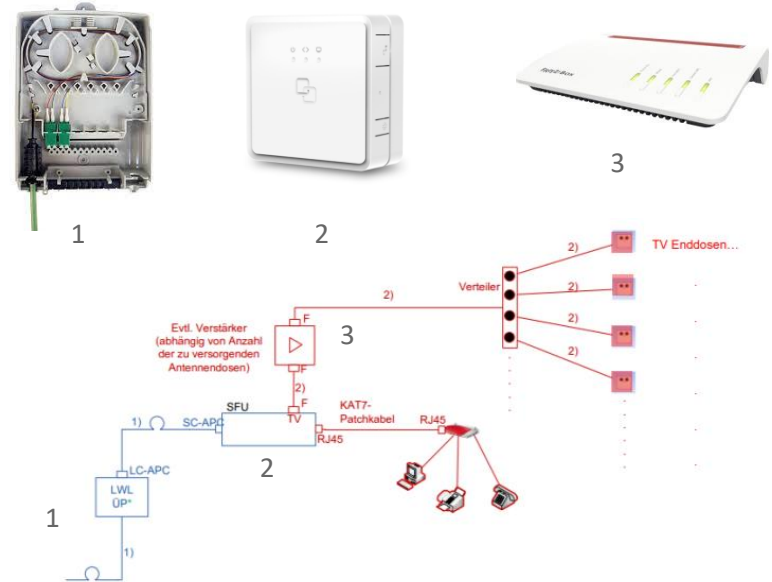 FRITZ!Box
1
2
3
2)
TV Enddosen...
Verteiler
2)
2)
2)
2)
F
Evtl. Verstärker
(abhängig von Anzahl
der zu versorgenden
Antennendosen)
3
F
2)
F
SFU
TV
KAT7-
Patchkabel
RJ45
RJ45
1)
SC-APC
2
LC-APC
LWL
ÜP*
1
1)